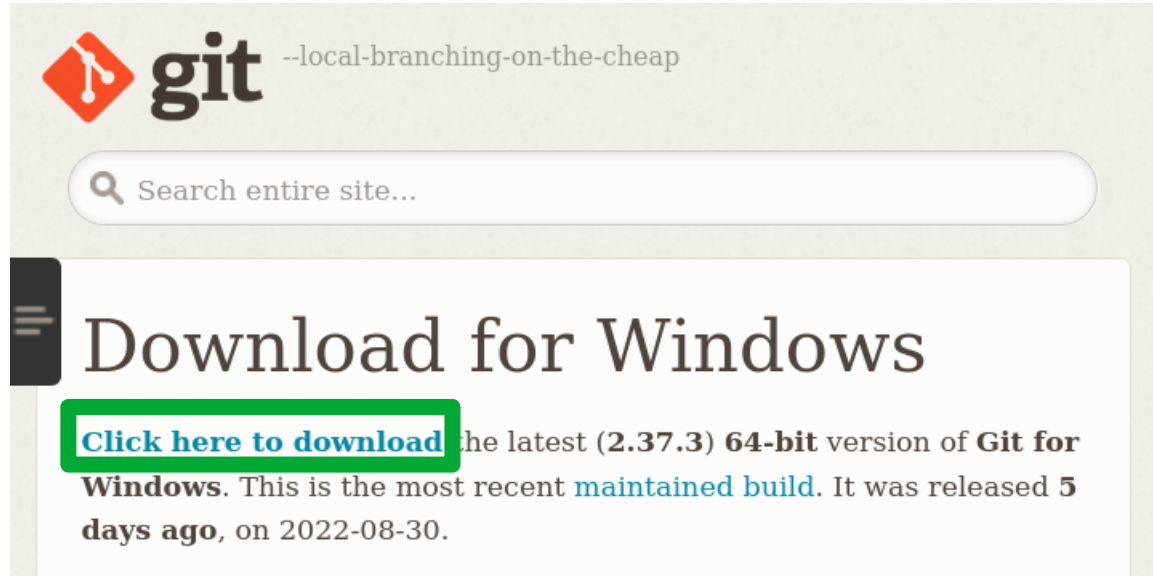 git --local-branching-on-the-cheap
Search entire site...
Download for Windows
Click here to download the latest (2.37.3) 64-bit version of Git for
Windows. This is the most recent maintained build. It was released 5
days ago, on 2022-08-30.